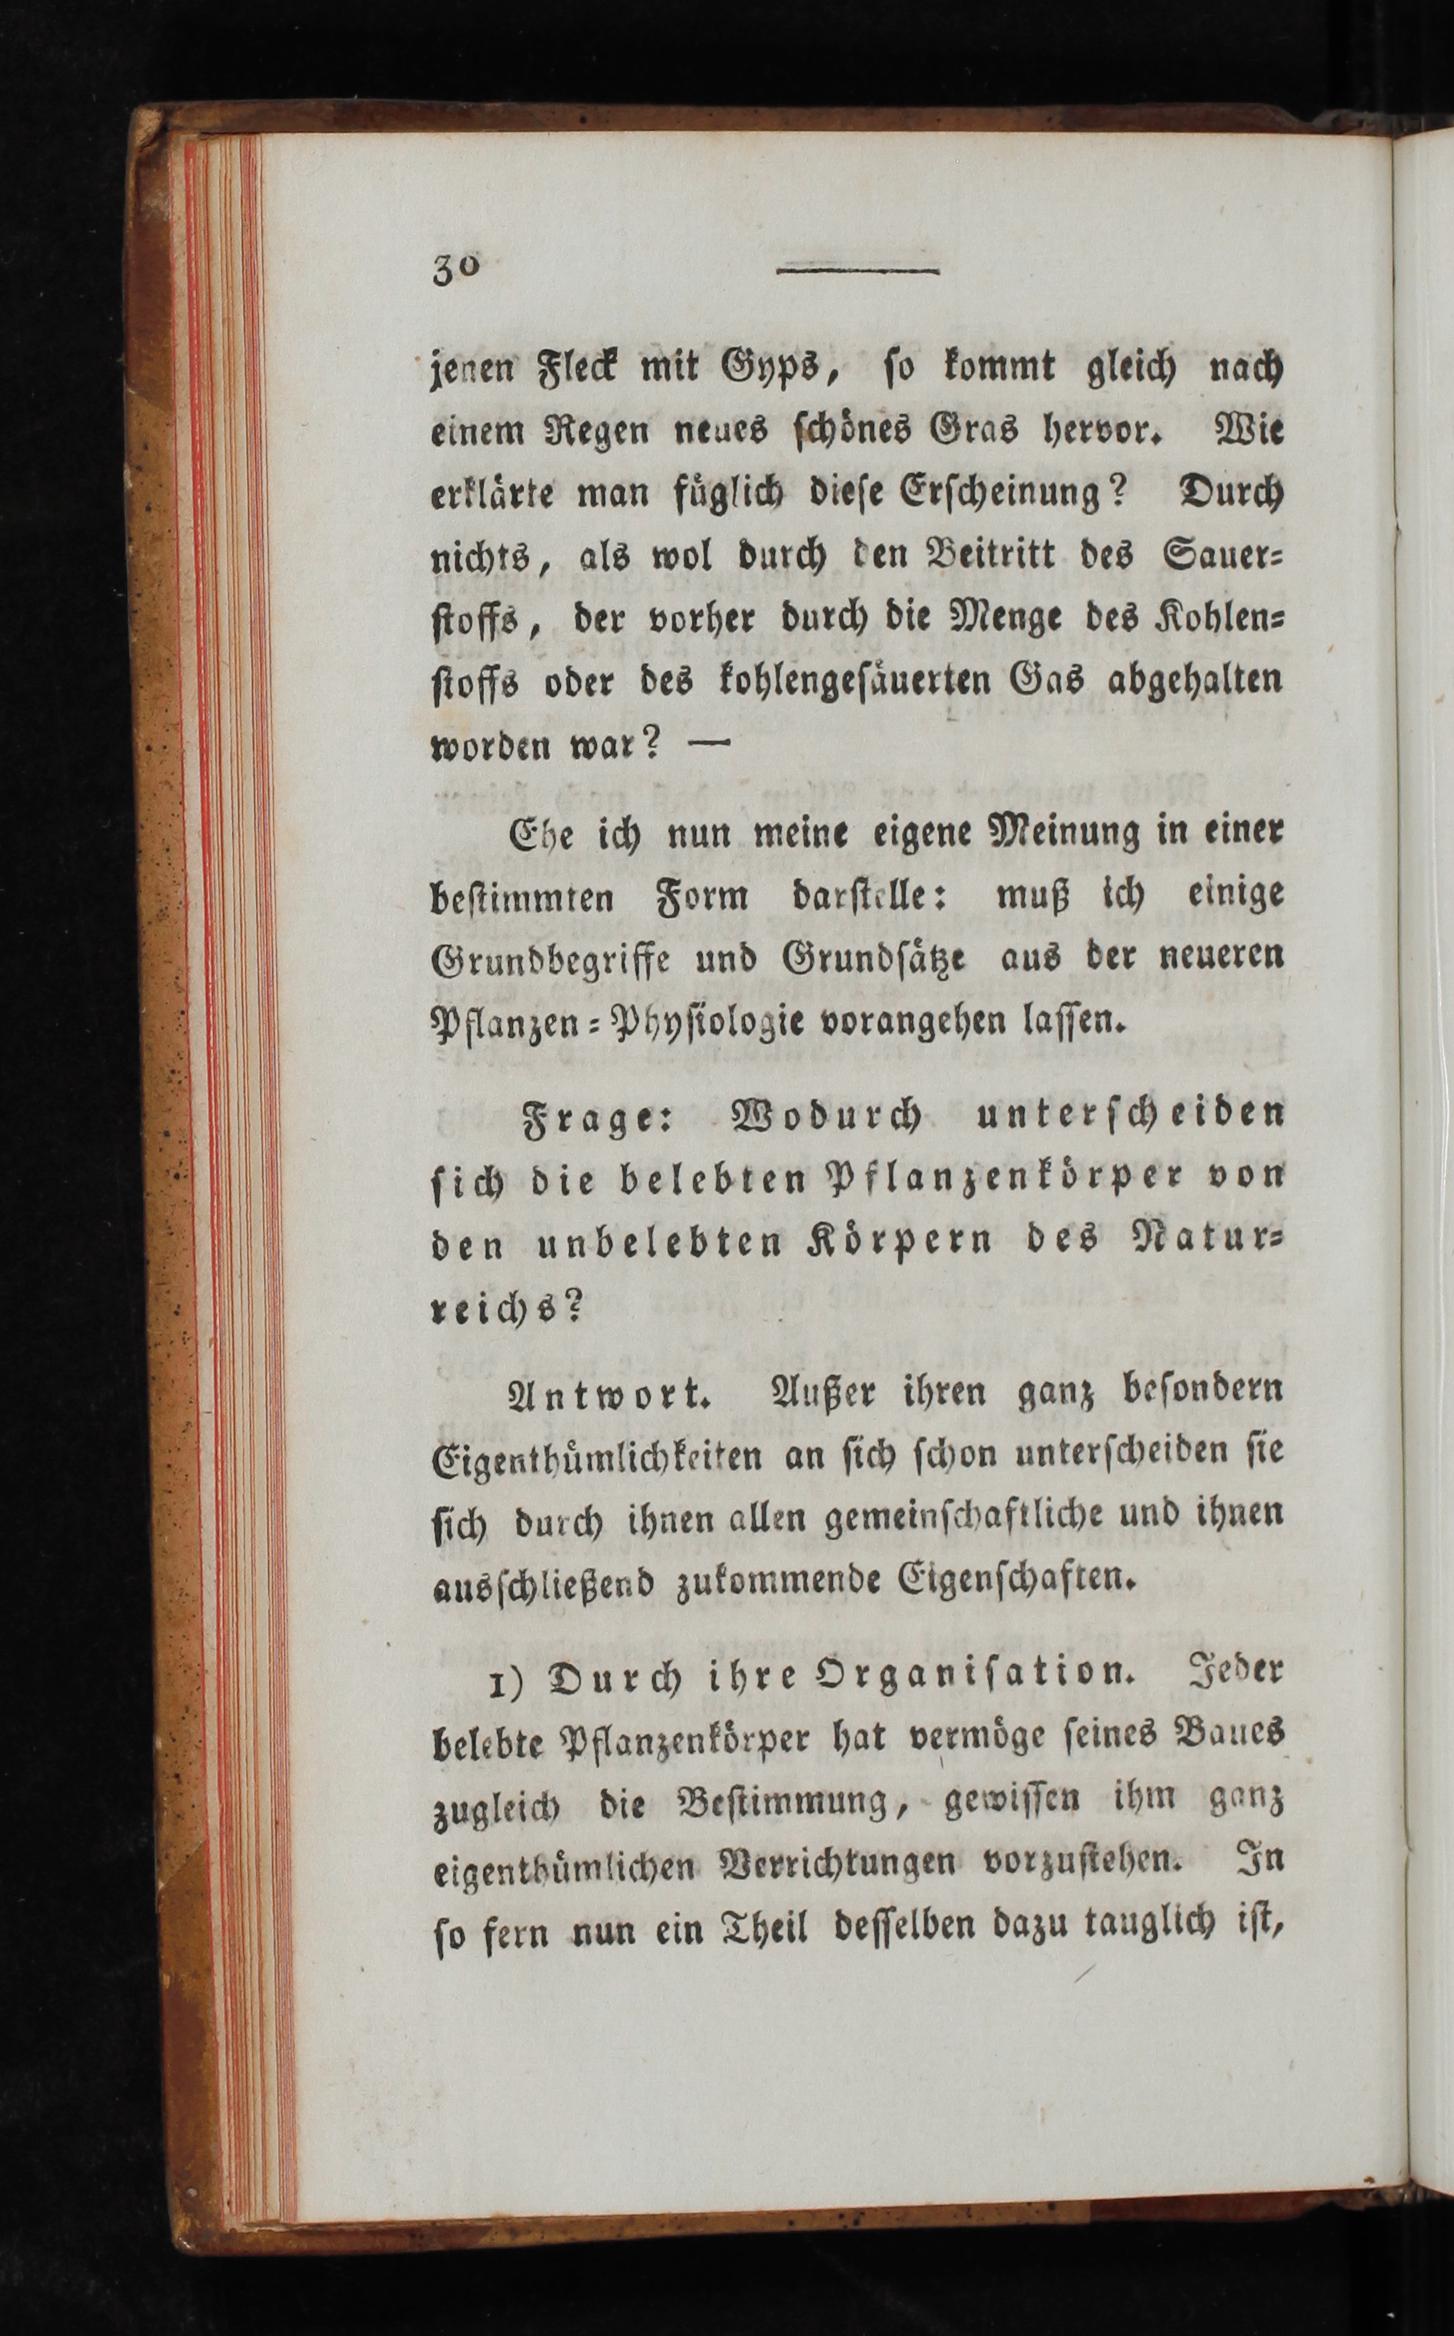 30
jenen Fleck mit Gyps, ſo kommt gleich nach
einem Regen neues ſchönes Gras hervor. Wie
erklärte man füglich dieſe Erſcheinung? Durch
nichts, als wol durch den Beitritt des Sauer⸗
ſtoffs, der vorher durch die Menge des Kohlen⸗
ſtoffs oder des kohlengeſäuerten Gas abgehalten
worden war? —
Ehe ich nun meine eigene Meinung in einer
beſtimmten Form darſtelle: muß ich einige
Grundbegriffe und Grundſätze aus der neueren
Pflanzen⸗Phyſiologie vorangehen laſſen.
Frage: Wodurch unterſcheiden
ſich die belebten Pflanzenkörper von
den unbelebten Körpern des Natur⸗
reichs?
Antwort. Außer ihren ganz beſondern
Eigenthümlichkeiten an ſich ſchon unterſcheiden ſie
ſich durch ihnen allen gemeinſchaftliche und ihnen
ausſchließend zukommende Eigenſchaften.
1) Durch ihre Organiſation. Jeder
belebte Pflanzenkörper hat vermöge ſeines Baues
zugleich die Beſtimmung, gewiſſen ihm ganz
eigenthümlichen Verrichtungen vorzuſtehen. In
ſo fern nun ein Theil deſſelben dazu tauglich iſt,